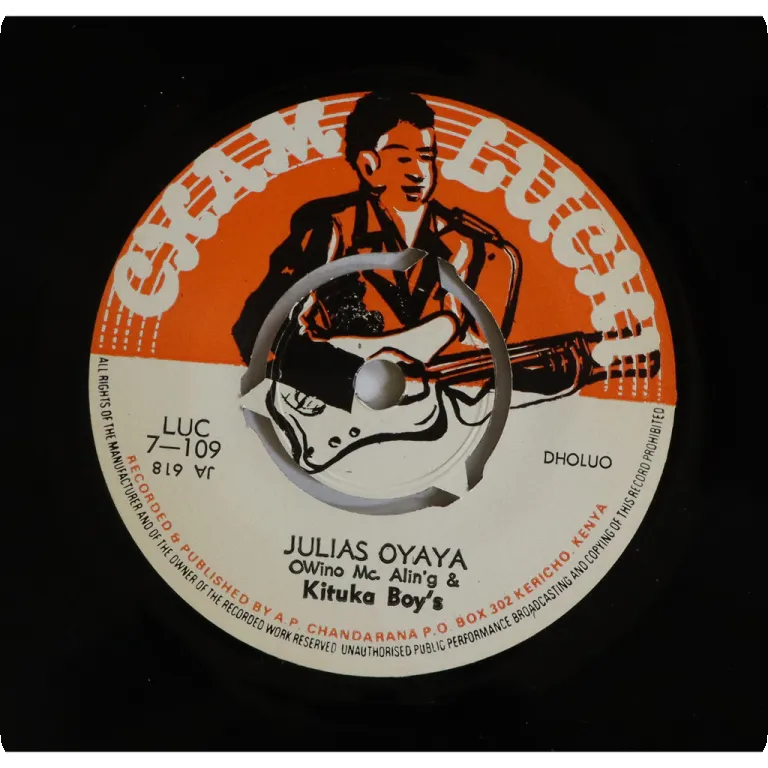 CHAM LUCK
LUC
7—109
JA 618
DHOLUO
JULIAS OYAYA
OWino Mc. Alin'g &
Kituka Boy's
RECORDED & PUBLISHED BY A.P. CHANDARANA P.O. BOX 302 KERICHO, KENYA
ALL RIGHTS OF THE MANUFACTURER AND OF THE OWNER OF THE RECORDED WORK RESERVED UNAUTHORISED PUBLIC PERFORMANCE BROADCASTING AND COPYING OF THIS RECORD PROHIBITED